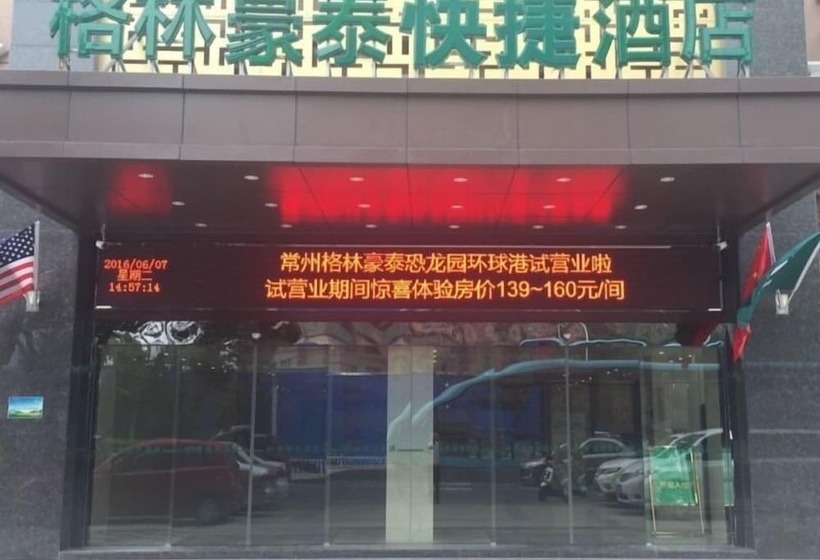 格林豪泰快捷酒店
2016/06/07
星期二
14:57:14
常州格林豪泰恐龙园环球港试营业啦
试营业期间惊喜体验房价139~160元/间